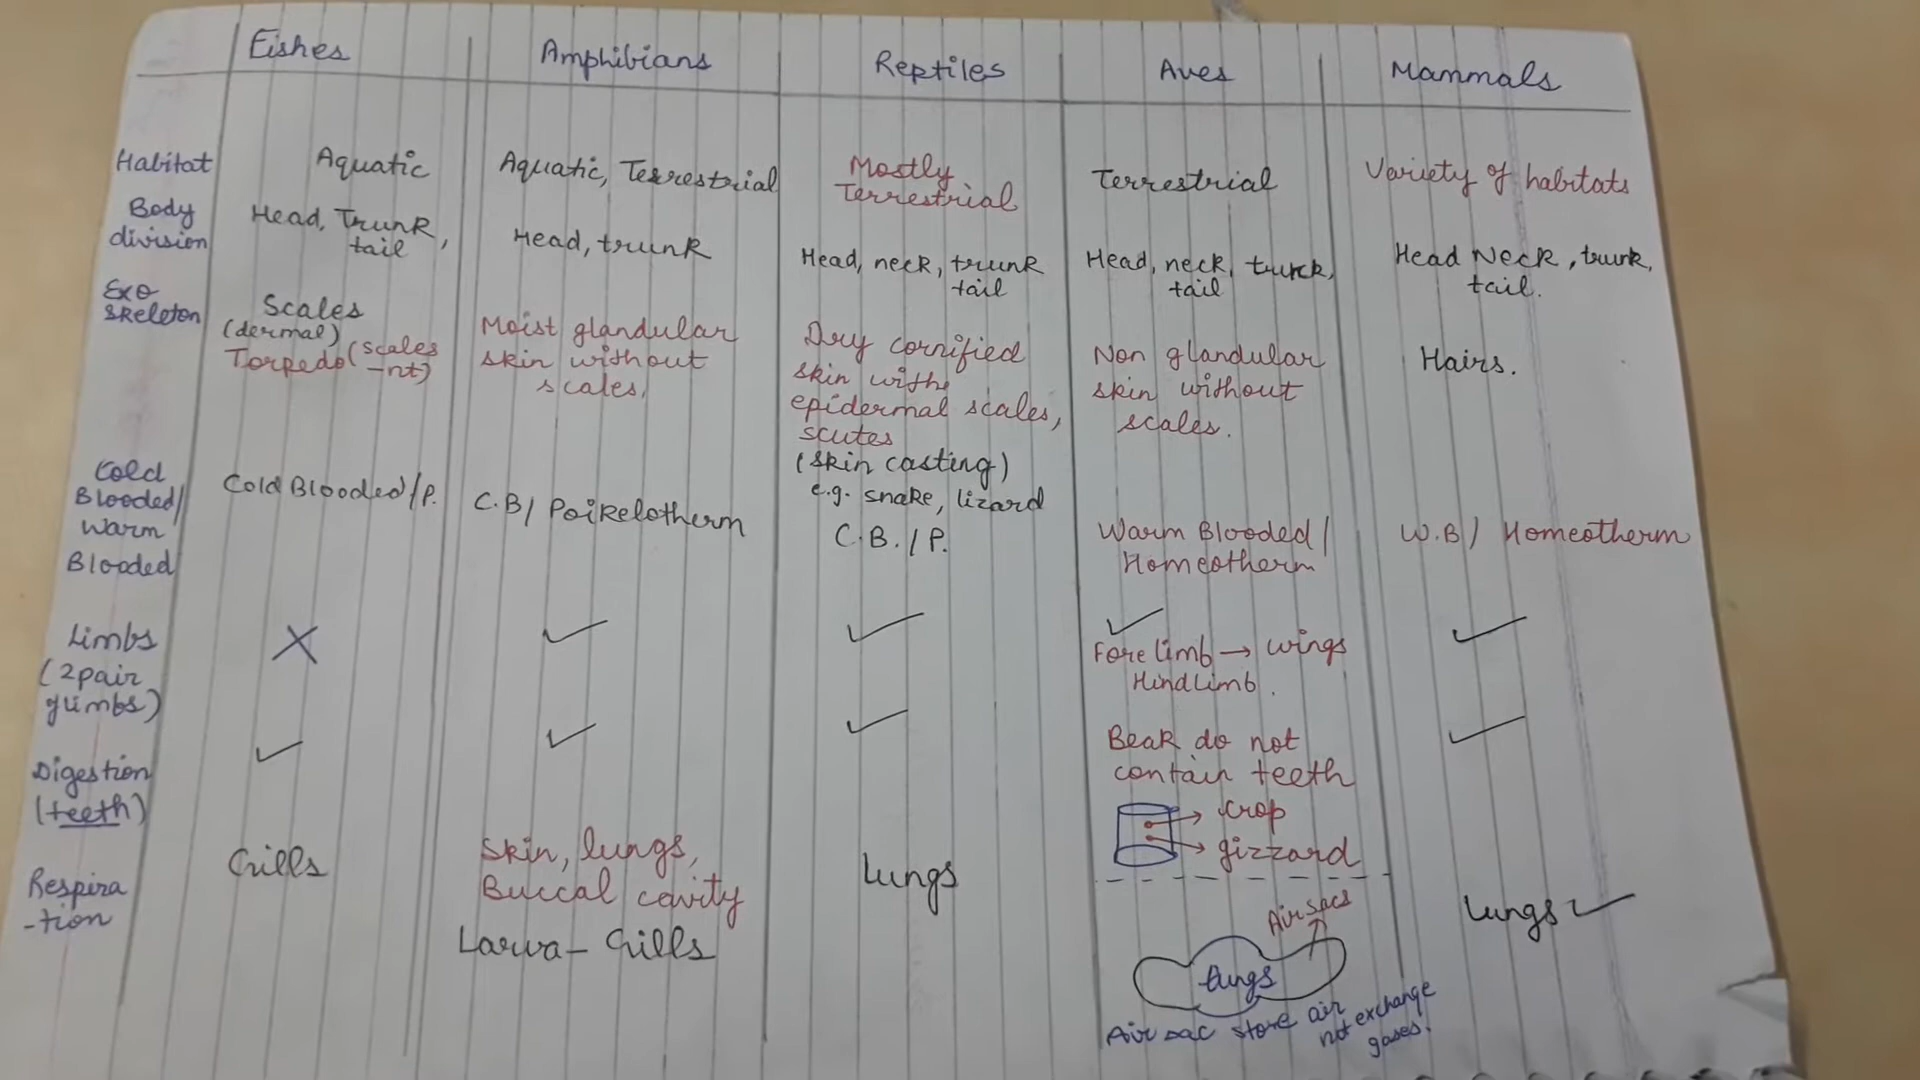 Fishes Amphibians Reptiles Aves Mammals
Habitat Aquatic Aquatic, Terrestrial Mostly Terrestrial Variety of habitats
Terrestrial
Body Head, Trunk, Head, trunk Head, neck, trunk Head, neck, trunk, Head Neck, trunk,
division tail tail tail tail.
Exo Scales Moist glandular Dry cornified Non glandular Hairs.
skeleton (dermal) skin without skin with skin without
Torpedo (scales scales, epidermal scales, scales.
-nt) scutes
(skin casting)
e.g. snake, lizard
Cold Cold Blooded/P. C.B/ Poikelotherm C.B./P. Warm Blooded/ W.B/ Homeotherm
Blooded/ Homeotherm
Warm
Blooded
Limbs X ✓ ✓ ✓ ✓
(2pair Fore limb → wings
of limbs) Hind limb.
Digestion ✓ ✓ ✓ Beak do not ✓
(teeth) contain teeth
→ crop
→ gizzard
Respira Gills Skin, lungs, Lungs Air sacs Lungs ✓
-tion Buccal cavity lungs
Larva- Gills Air sac store air
not exchange
gases.